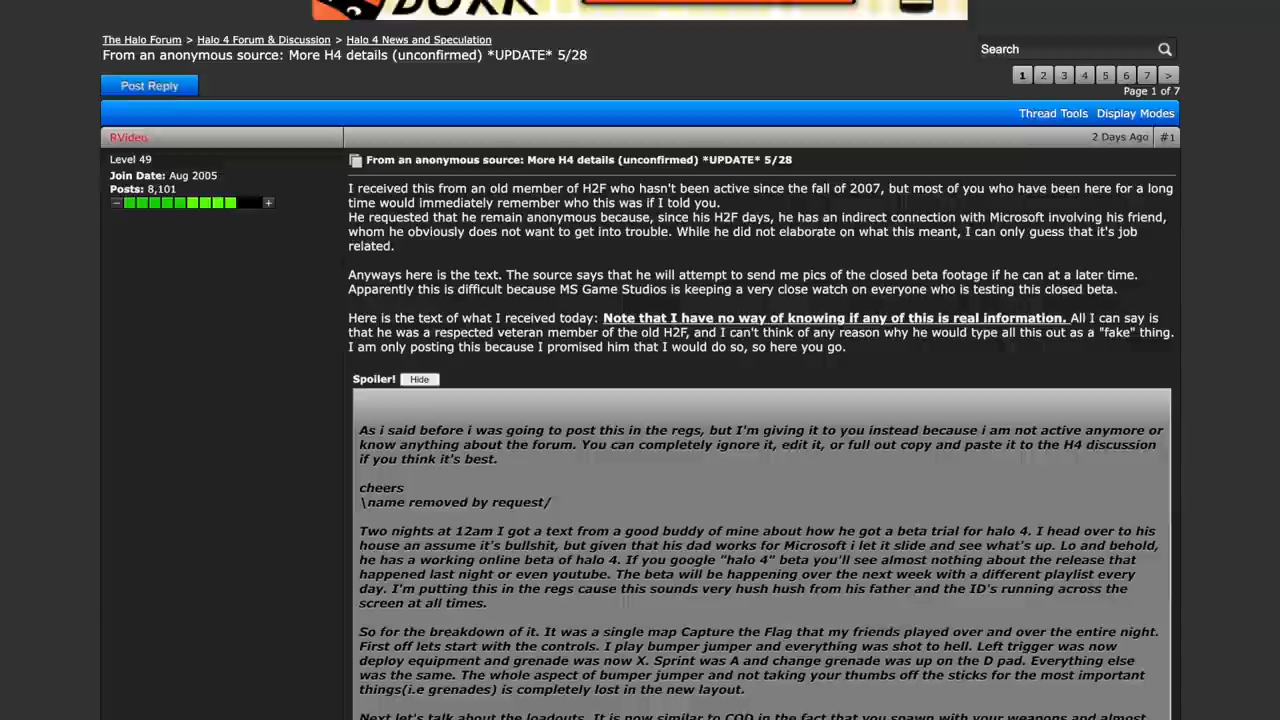 The Halo Forum > Halo 4 Forum & Discussion > Halo 4 News and Speculation
From an anonymous source: More H4 details (unconfirmed) *UPDATE* 5/28
Search
Post Reply
1 2 3 4 5 6 7 >
Page 1 of 7
Thread Tools Display Modes
RVideo
2 Days Ago #1
Level 49
Join Date: Aug 2005
Posts: 8,101
From an anonymous source: More H4 details (unconfirmed) *UPDATE* 5/28
I received this from an old member of H2F who hasn't been active since the fall of 2007, but most of you who have been here for a long
time would immediately remember who this was if I told you.
He requested that he remain anonymous because, since his H2F days, he has an indirect connection with Microsoft involving his friend,
whom he obviously does not want to get into trouble. While he did not elaborate on what this meant, I can only guess that it's job
related.
Anyways here is the text. The source says that he will attempt to send me pics of the closed beta footage if he can at a later time.
Apparently this is difficult because MS Game Studios is keeping a very close watch on everyone who is testing this closed beta.
Here is the text of what I received today: Note that I have no way of knowing if any of this is real information. All I can say is
that he was a respected veteran member of the old H2F, and I can't think of any reason why he would type all this out as a "fake" thing.
I am only posting this because I promised him that I would do so, so here you go.
Spoiler! Hide
As i said before i was going to post this in the regs, but I'm giving it to you instead because i am not active anymore or
know anything about the forum. You can completely ignore it, edit it, or full out copy and paste it to the H4 discussion
if you think it's best.
cheers
\name removed by request/
Two nights at 12am I got a text from a good buddy of mine about how he got a beta trial for halo 4. I head over to his
house an assume it's bullshit, but given that his dad works for Microsoft i let it slide and see what's up. Lo and behold,
he has a working online beta of halo 4. If you google "halo 4" beta you'll see almost nothing about the release that
happened last night or even youtube. The beta will be happening over the next week with a different playlist every
day. I'm putting this in the regs cause this sounds very hush hush from his father and the ID's running across the
screen at all times.
So for the breakdown of it. It was a single map Capture the Flag that my friends played over and over the entire night.
First off lets start with the controls. I play bumper jumper and everything was shot to hell. Left trigger was now
deploy equipment and grenade was now X. Sprint was A and change grenade was up on the D pad. Everything else
was the same. The whole aspect of bumper jumper and not taking your thumbs off the sticks for the most important
things(i.e grenades) is completely lost in the new layout.
Next let's talk about the loadouts. It is now similar to COD in the fact that you spawn with your weapons and almost